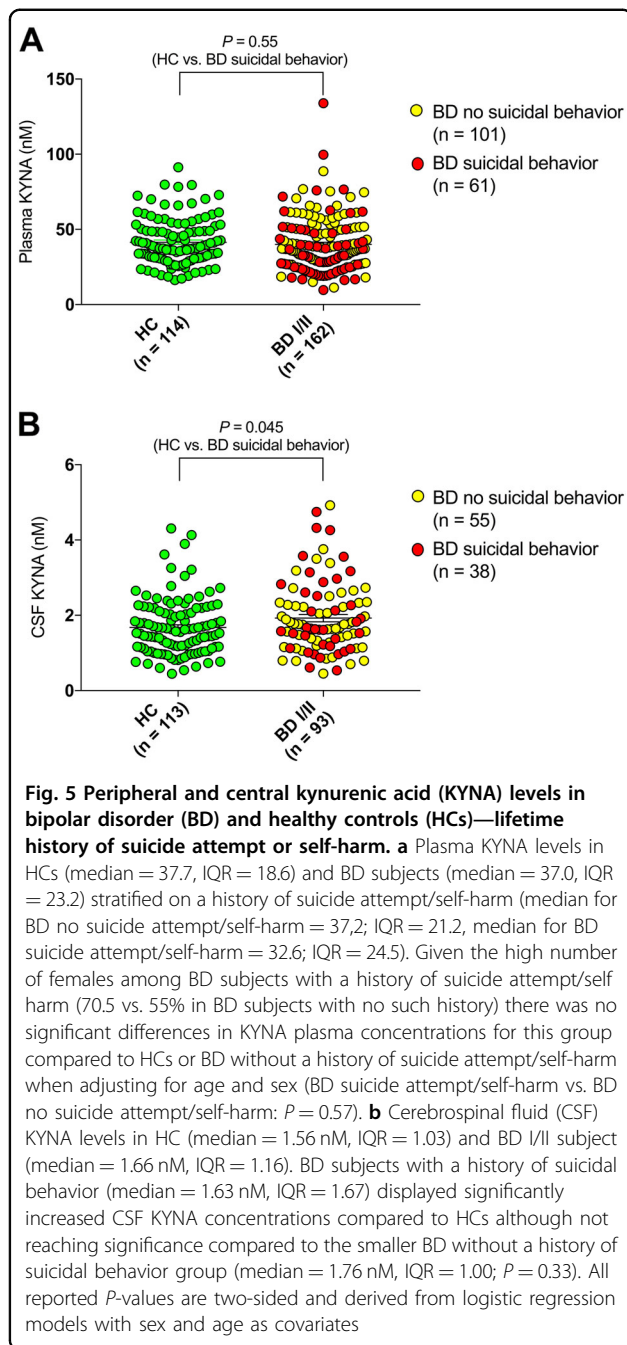 A
P = 0.55
(HC vs. BD suicidal behavior)
Plasma KYNA (nM)
150
100
50
0
HC
(n = 114)
BD I/II
(n = 162)
BD no suicidal behavior
(n = 101)
BD suicidal behavior
(n = 61)
B
P = 0.045
(HC vs. BD suicidal behavior)
CSF KYNA (nM)
6
4
2
0
HC
(n = 113)
BD I/II
(n = 93)
BD no suicidal behavior
(n = 55)
BD suicidal behavior
(n = 38)
Fig. 5 Peripheral and central kynurenic acid (KYNA) levels in
bipolar disorder (BD) and healthy controls (HCs)—lifetime
history of suicide attempt or self-harm. a Plasma KYNA levels in
HCs (median = 37.7, IQR = 18.6) and BD subjects (median = 37.0, IQR
= 23.2) stratified on a history of suicide attempt/self-harm (median for
BD no suicide attempt/self-harm = 37,2; IQR = 21.2, median for BD
suicide attempt/self-harm = 32.6; IQR = 24.5). Given the high number
of females among BD subjects with a history of suicide attempt/self
harm (70.5 vs. 55% in BD subjects with no such history) there was no
significant differences in KYNA plasma concentrations for this group
compared to HCs or BD without a history of suicide attempt/self-harm
when adjusting for age and sex (BD suicide attempt/self-harm vs. BD
no suicide attempt/self-harm: P = 0.57). b Cerebrospinal fluid (CSF)
KYNA levels in HC (median = 1.56 nM, IQR = 1.03) and BD I/II subject
(median = 1.66 nM, IQR = 1.16). BD subjects with a history of suicidal
behavior (median = 1.63 nM, IQR = 1.67) displayed significantly
increased CSF KYNA concentrations compared to HCs although not
reaching significance compared to the smaller BD without a history of
suicidal behavior group (median = 1.76 nM, IQR = 1.00; P = 0.33). All
reported P-values are two-sided and derived from logistic regression
models with sex and age as covariates